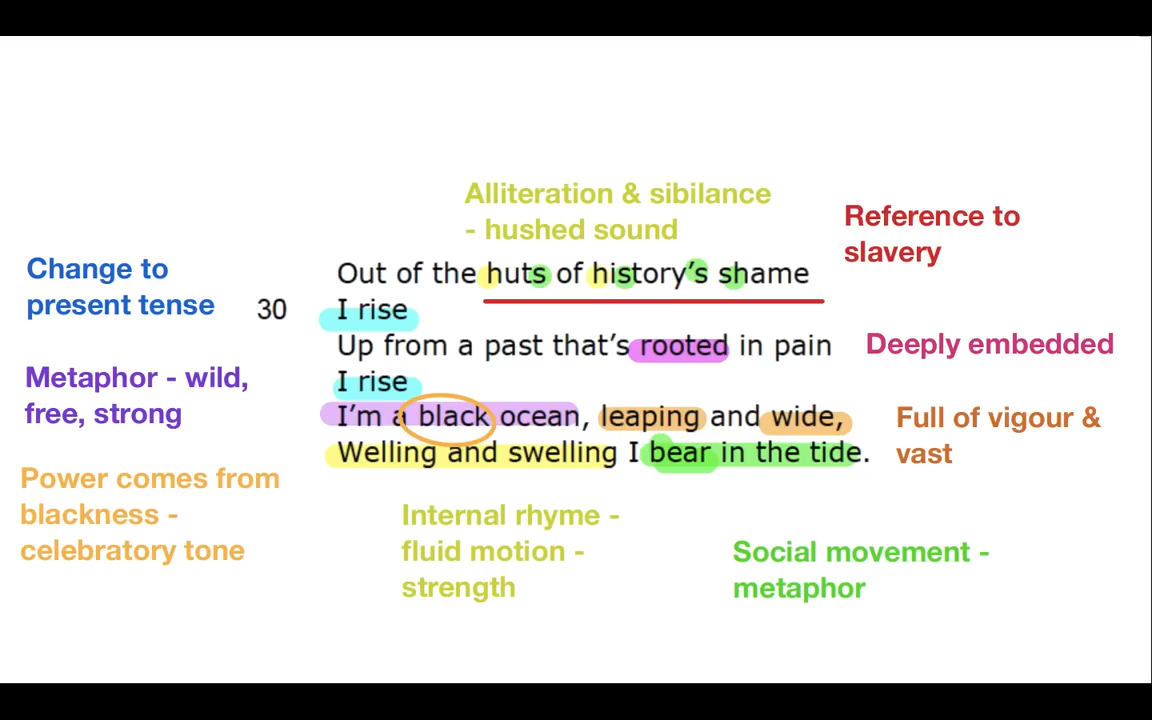 Alliteration & sibilance
- hushed sound
Reference to
slavery
Change to
present tense
Out of the huts of history’s shame
30 I rise
Up from a past that’s rooted in pain
Deeply embedded
I rise
Metaphor - wild,
free, strong
I’m a black ocean, leaping and wide,
Welling and swelling I bear in the tide.
Full of vigour &
vast
Power comes from
blackness -
celebratory tone
Internal rhyme -
fluid motion -
strength
Social movement -
metaphor